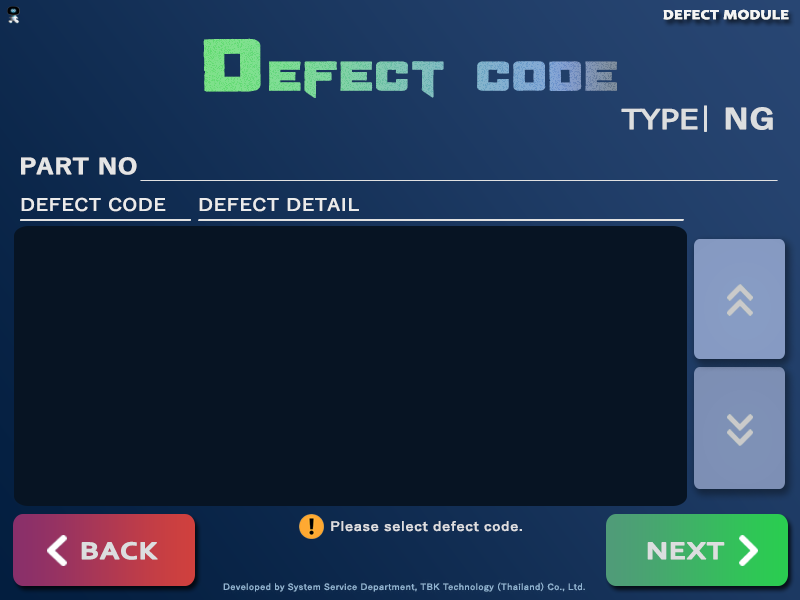 DEFECT MODULE
DEFECT CODE
TYPE| NG
PART NO
DEFECT CODE DEFECT DETAIL
! Please select defect code.
BACK
NEXT
Developed by System Service Department, TBK Technology (Thailand) Co., Ltd.